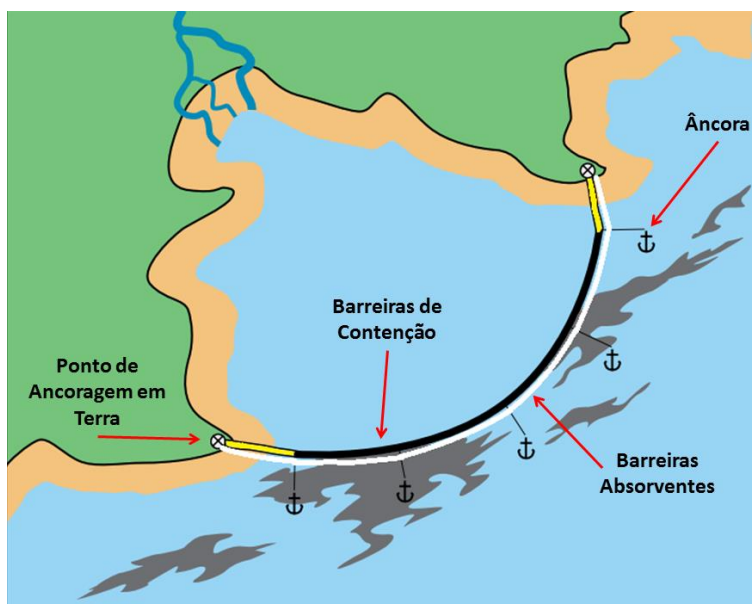 Âncora
Barreiras de
Contenção
Ponto de
Ancoragem em
Terra
Barreiras
Absorventes